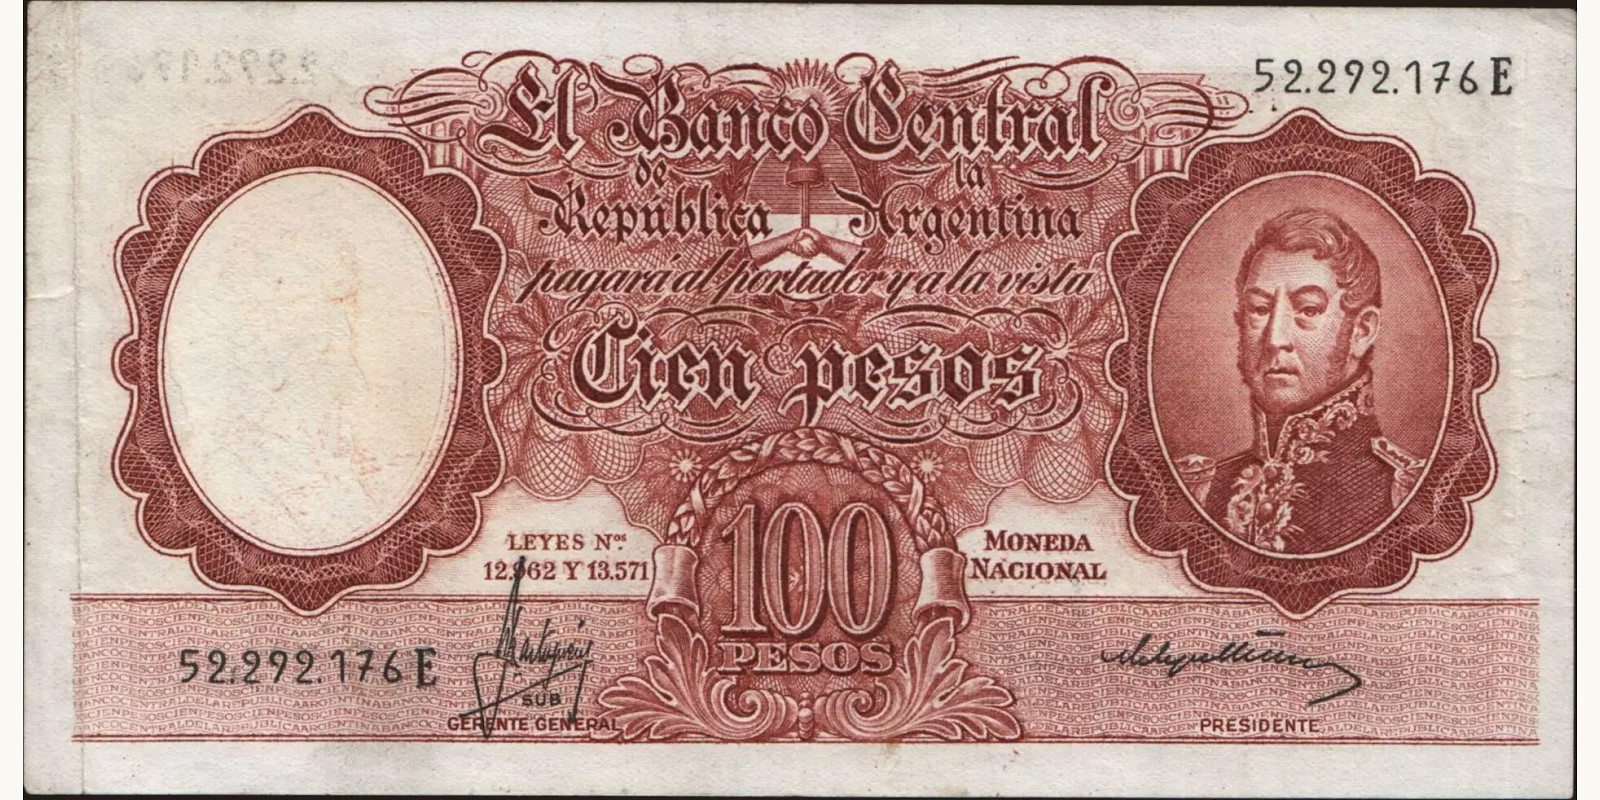 52.292.176 E
El Banco Central
de la
República Argentina
pagará al portador y a la vista
Cien pesos
LEYES Nos.
12.962 Y 13.571
MONEDA
NACIONAL
100
PESOS
52.292.176 E
SUB
GERENTE GENERAL
PRESIDENTE